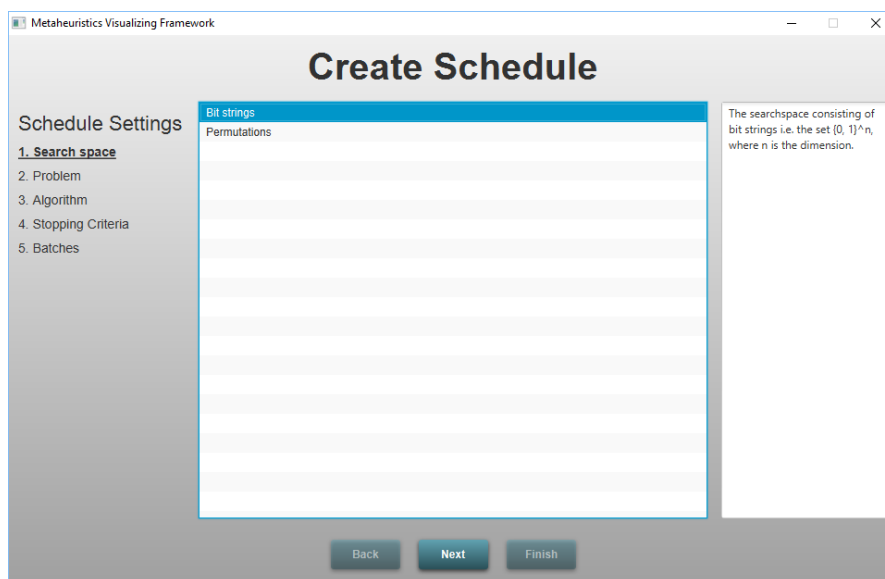 Metaheuristics Visualizing Framework
Create Schedule
Schedule Settings
1. Search space
2. Problem
3. Algorithm
4. Stopping Criteria
5. Batches
Bit strings
Permutations
The searchspace consisting of
bit strings i.e. the set {0, 1}^n,
where n is the dimension.
Back
Next
Finish